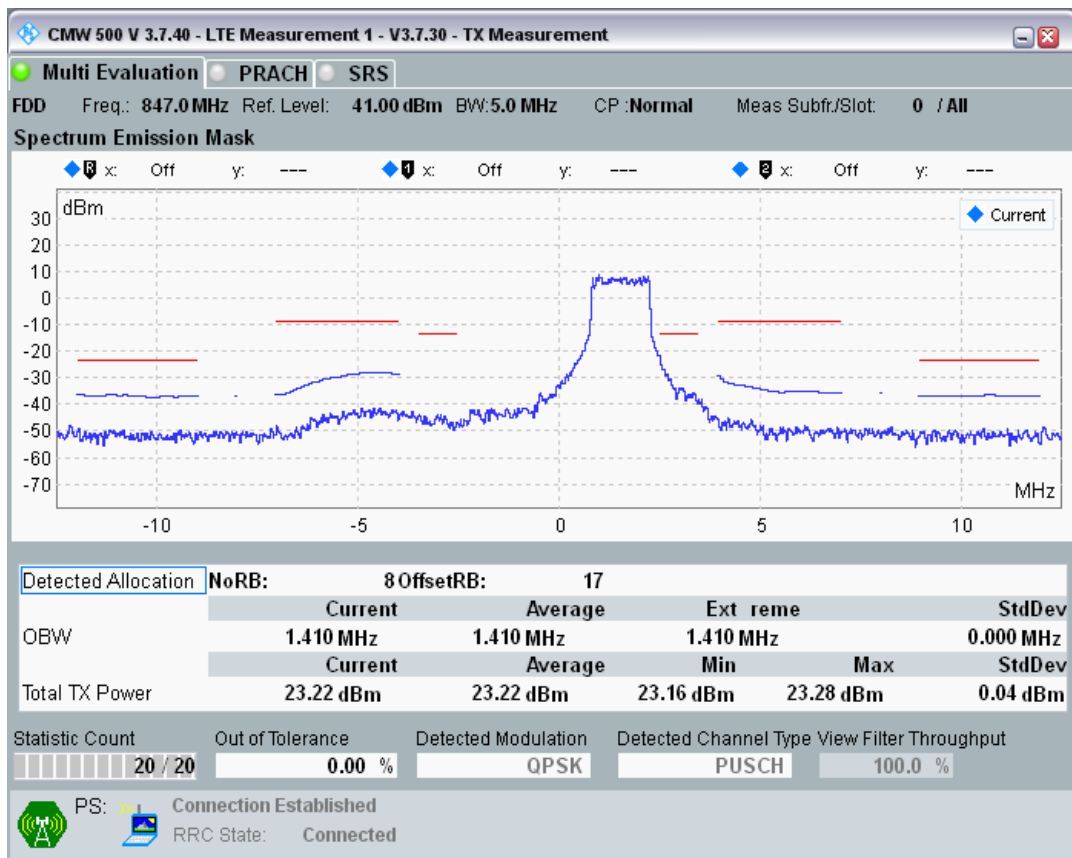 CMW 500 V 3.7.40 - LTE Measurement 1 - V3.7.30 - TX Measurement
Multi Evaluation PRACH SRS
FDD Freq.: 847.0 MHz Ref. Level: 41.00 dBm BW:5.0 MHz CP :Normal Meas Subfr./Slot: 0 / All
Spectrum Emission Mask
R x: Off y: --- 1 x: Off y: --- 2 x: Off y: ---
dBm
Current
30
20
10
0
-10
-20
-30
-40
-50
-60
-70
MHz
-10 -5 0 5 10
Detected Allocation NoRB: 8 OffsetRB: 17
Current Average Ext reme StdDev
OBW 1.410 MHz 1.410 MHz 1.410 MHz 0.000 MHz
Current Average Min Max StdDev
Total TX Power 23.22 dBm 23.22 dBm 23.16 dBm 23.28 dBm 0.04 dBm
Statistic Count Out of Tolerance Detected Modulation Detected Channel Type View Filter Throughput
20 / 20 0.00 % QPSK PUSCH 100.0 %
PS: Connection Established
RRC State: Connected